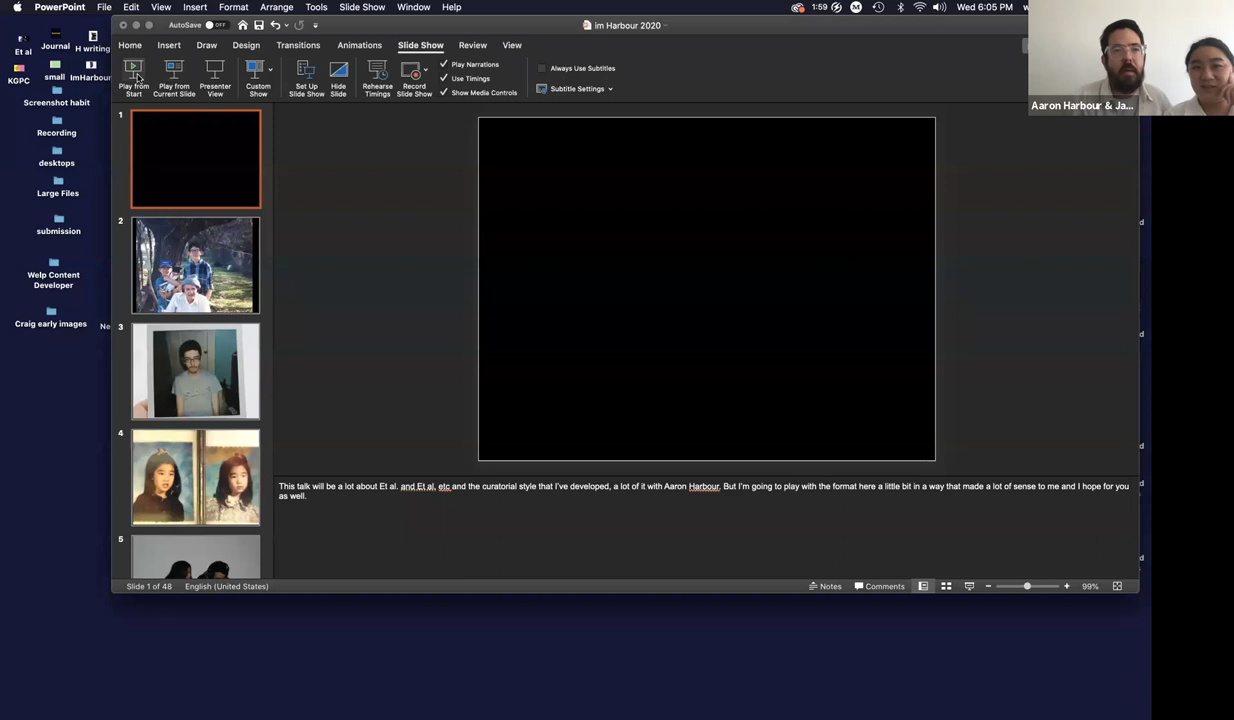 PowerPoint File Edit View Insert Format Arrange Tools Slide Show Window Help 1:59 Wed 6:05 PM
AutoSave OFF im Harbour 2020
Home Insert Draw Design Transitions Animations Slide Show Review View
Play from Start
Play from Current Slide
Presenter View
Custom Show
Set Up Slide Show
Hide Slide
Rehearse Timings
Record Slide Show
Play Narrations
Use Timings
Show Media Controls
Always Use Subtitles
Subtitle Settings
Aaron Harbour & Ja...
Et al
Journal
H writing
KGPC
small
ImHarbour
Screenshot habit
Recording
desktops
Large Files
submission
Welp Content
Developer
Craig early images
Ne
1
2
3
4
5
This talk will be a lot about Et al. and Et al, etc and the curatorial style that I've developed, a lot of it with Aaron Harbour. But I'm going to play with the format here a little bit in a way that made a lot of sense to me and I hope for you
as well.
Slide 1 of 48 English (United States) Notes Comments 99%